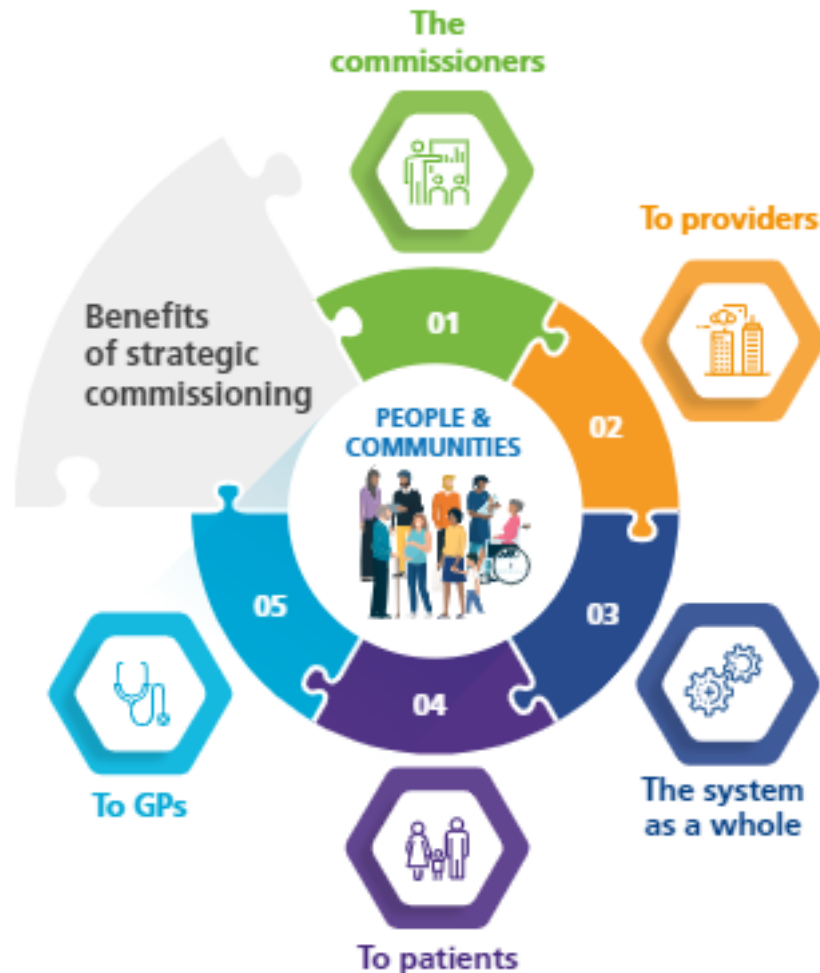 The
commissioners
To providers
Benefits
of strategic
commissioning
01
02
PEOPLE &
COMMUNITIES
03
04
05
To GPs
The system
as a whole
To patients